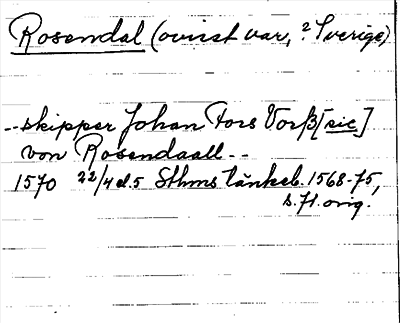 Rosendal (ovisst var, ? Sverige)
-- skipper Johan Fors Vorß [sic]
von Rosendaall --
1570 22/4 el. 5 Sthms tänkeb. 1568-75,
s. 71 orig.